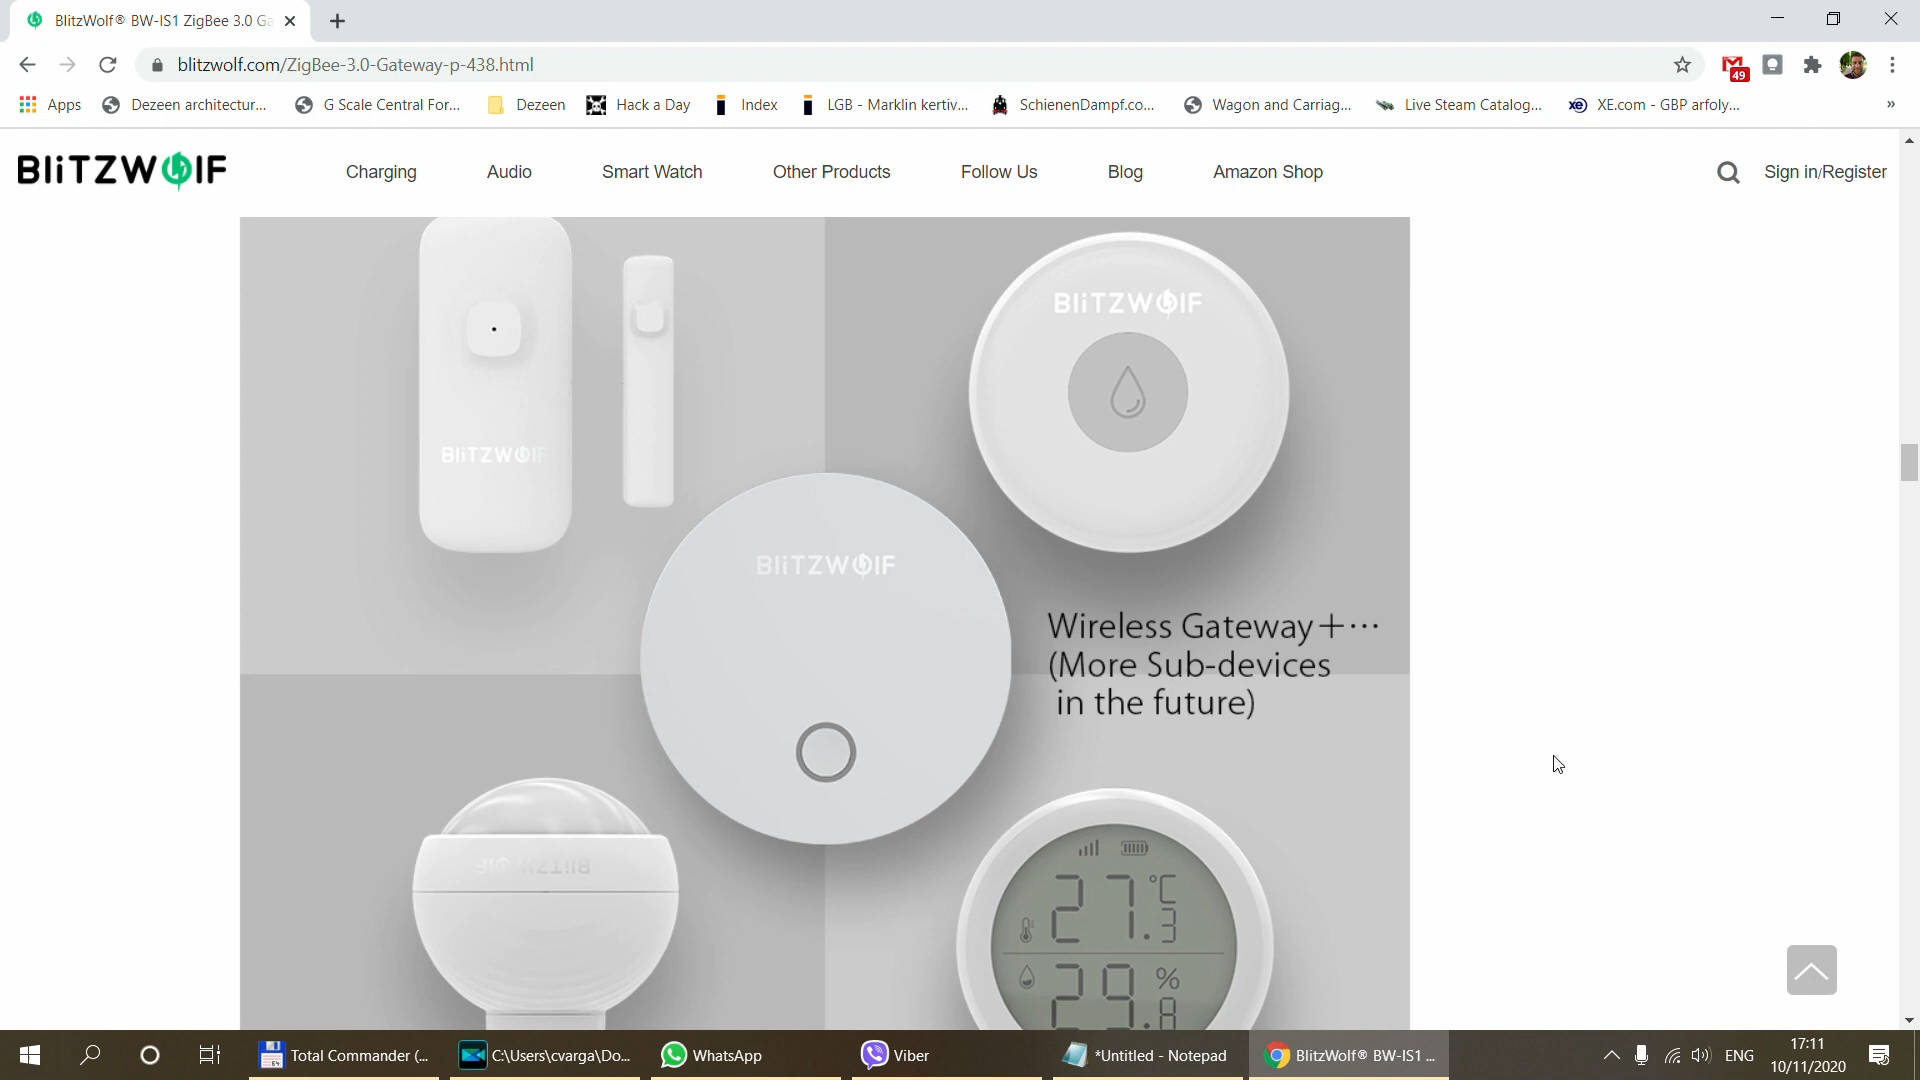 BlitzWolf® BW-IS1 ZigBee 3.0 Ga
blitzwolf.com/ZigBee-3.0-Gateway-p-438.html
49
Apps
Dezeen architectur...
G Scale Central For...
Dezeen
Hack a Day
Index
LGB - Marklin kertiv...
SchienenDampf.co...
Wagon and Carriag...
Live Steam Catalog...
xe XE.com - GBP arfoly...
»
BLiTZWOLF
Charging
Audio
Smart Watch
Other Products
Follow Us
Blog
Amazon Shop
Sign in/Register
BLiTZWOLF
BLiTZWOLF
BLiTZWOLF
Wireless Gateway+···
(More Sub-devices
in the future)
BLiTZWOLF
27.3 °C
29.8 %
Total Commander (...
C:\Users\cvarga\Do...
WhatsApp
Viber
*Untitled - Notepad
BlitzWolf® BW-IS1 ...
ENG
17:11
10/11/2020